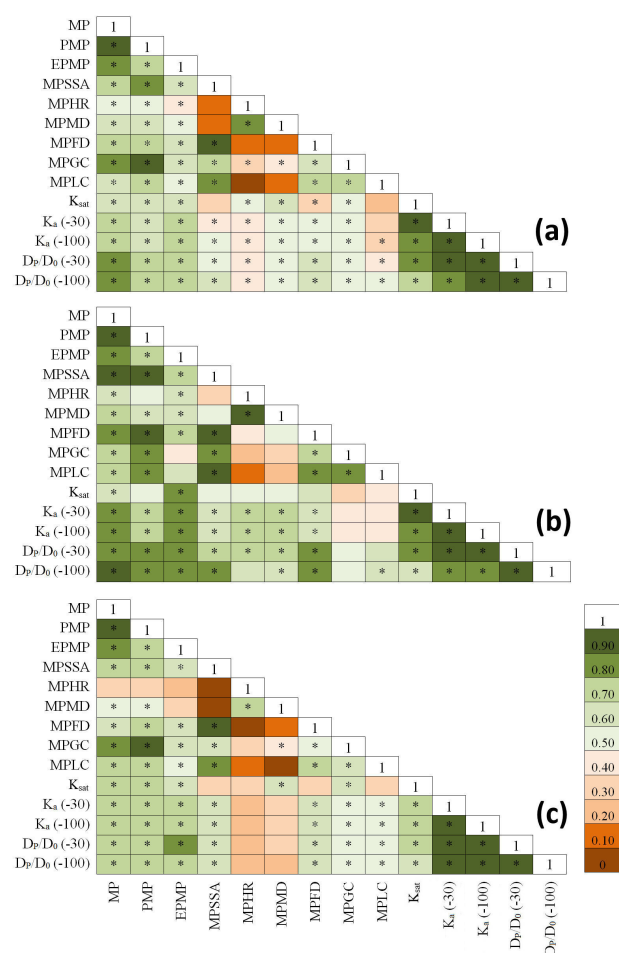 MP 1
PMP * 1
EPMP * * 1
MPSSA * * * 1
MPHR * * * 1
MPMD * * * * 1
MPFD * * * * 1
MPGC * * * * * * * 1
MPLC * * * * * * 1
Ksat * * * * * * * 1
Ka (-30) * * * * * * * * * * 1
(a)
Ka (-100) * * * * * * * * * * * 1
DP/D0 (-30) * * * * * * * * * * * * 1
DP/D0 (-100) * * * * * * * * * * * * * 1
MP 1
PMP * 1
EPMP * * 1
MPSSA * * * 1
MPHR * * 1
MPMD * * * * 1
MPFD * * * * 1
MPGC * * * * 1
MPLC * * * * * 1
Ksat * * 1
Ka (-30) * * * * * * * * 1
(b)
Ka (-100) * * * * * * * * * 1
DP/D0 (-30) * * * * * * * * * * 1
DP/D0 (-100) * * * * * * * * * * 1
MP 1
PMP * 1
EPMP * * 1
MPSSA * * * 1
MPHR 1
MPMD * * * 1
MPFD * * * * 1
MPGC * * * * * * 1
MPLC * * * * * * 1
Ksat * * * * * 1
Ka (-30) * * * * * * * * 1
(c)
Ka (-100) * * * * * * * * * 1
DP/D0 (-30) * * * * * * * * * * 1
DP/D0 (-100) * * * * * * * * * * * 1
MP
PMP
EPMP
MPSSA
MPHR
MPMD
MPFD
MPGC
MPLC
Ksat
Ka (-30)
Ka (-100)
DP/D0 (-30)
DP/D0 (-100)
1
0.90
0.80
0.70
0.60
0.50
0.40
0.30
0.20
0.10
0